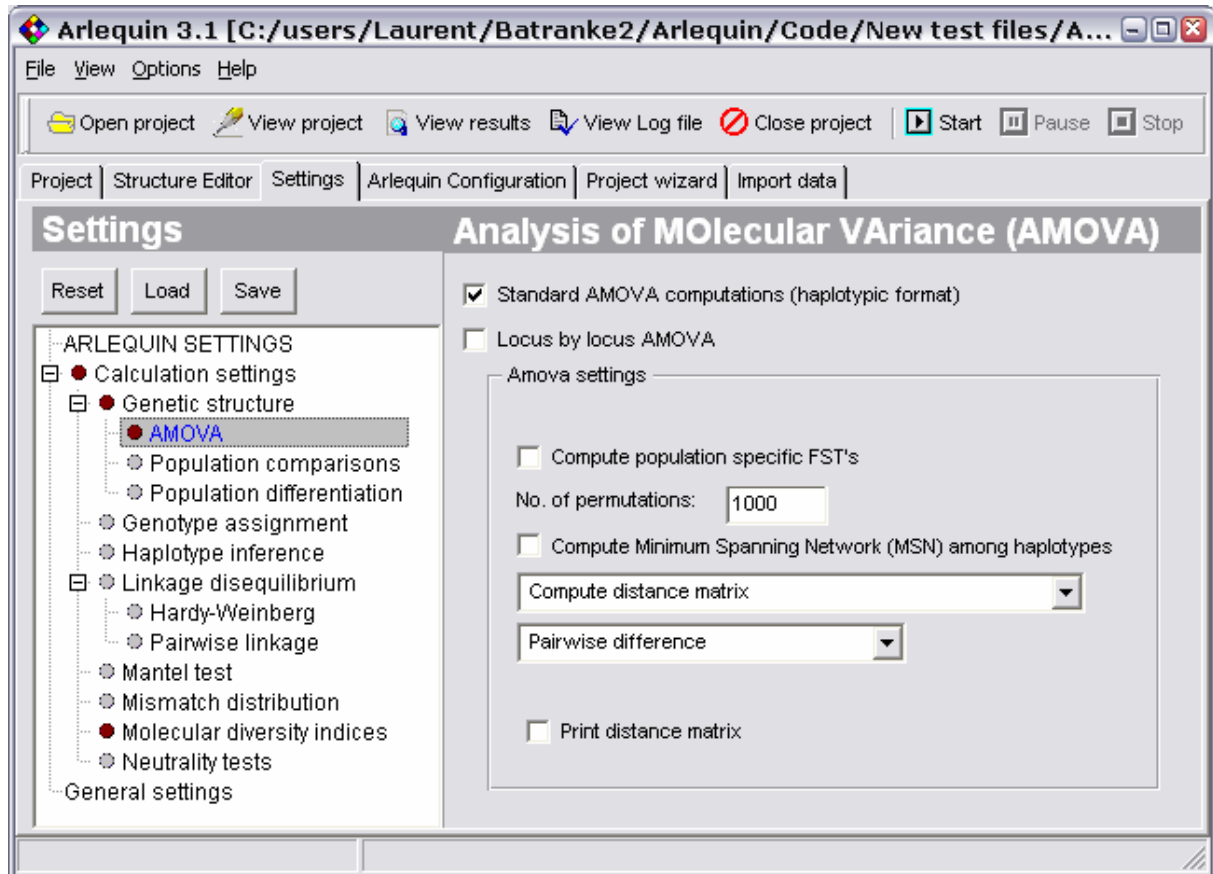 Arlequin 3.1 [C:/users/Laurent/Batranke2/Arlequin/Code/New test files/A...
File View Options Help
Open project View project View results View Log file Close project Start Pause Stop
Project Structure Editor Settings Arlequin Configuration Project wizard Import data
Settings
Reset Load Save
ARLEQUIN SETTINGS
Calculation settings
Genetic structure
AMOVA
Population comparisons
Population differentiation
Genotype assignment
Haplotype inference
Linkage disequilibrium
Hardy-Weinberg
Pairwise linkage
Mantel test
Mismatch distribution
Molecular diversity indices
Neutrality tests
General settings
Analysis of MOlecular VAriance (AMOVA)
Standard AMOVA computations (haplotypic format)
Locus by locus AMOVA
Amova settings
Compute population specific FST's
No. of permutations: 1000
Compute Minimum Spanning Network (MSN) among haplotypes
Compute distance matrix
Pairwise difference
Print distance matrix